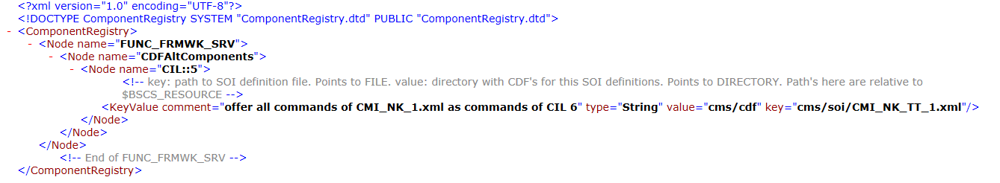 <?xml version="1.0" encoding="UTF-8"?>
<!DOCTYPE ComponentRegistry SYSTEM "ComponentRegistry.dtd" PUBLIC "ComponentRegistry.dtd">
- <ComponentRegistry>
- <Node name="FUNC_FRMWK_SRV">
- <Node name="CDFAltComponents">
- <Node name="CIL::5">
<!-- key: path to SOI definition file. Points to FILE. value: directory with CDF's for this SOI definitions. Points to DIRECTORY. Path's here are relative to
$BSCS_RESOURCE -->
<KeyValue comment="offer all commands of CMI_NK_1.xml as commands of CIL 6" type="String" value="cms/cdf" key="cms/soi/CMI_NK_TT_1.xml"/>
</Node>
</Node>
</Node>
<!-- End of FUNC_FRMWK_SRV -->
</ComponentRegistry>